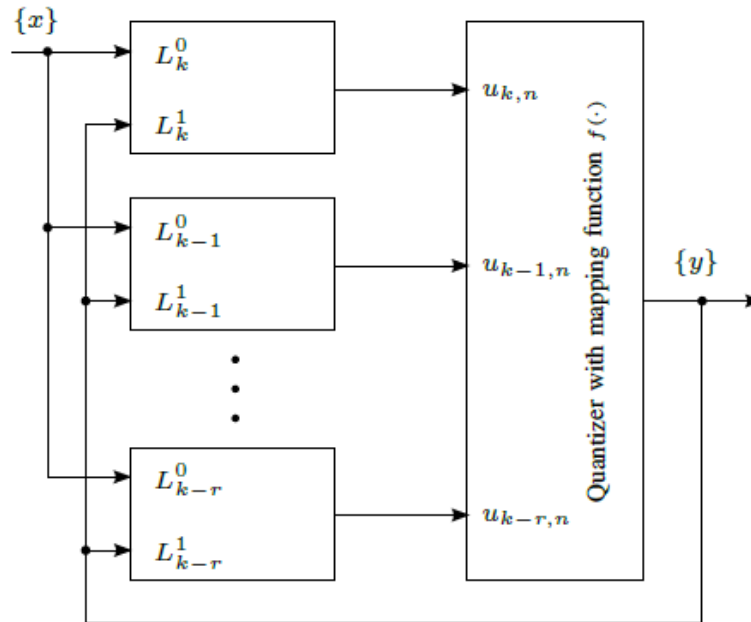 {x}
L_k^0
L_k^1
u_{k,n}
L_{k-1}^0
L_{k-1}^1
u_{k-1,n}
{y}
L_{k-r}^0
L_{k-r}^1
u_{k-r,n}
Quantizer with mapping function f(·)